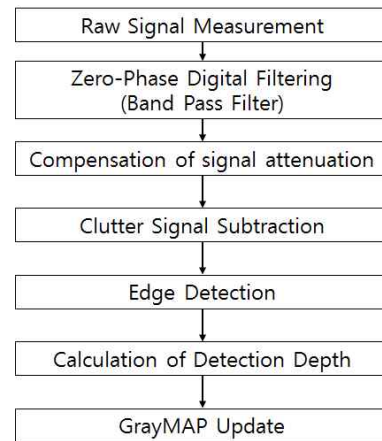 Raw Signal Measurement
Zero-Phase Digital Filtering
(Band Pass Filter)
Compensation of signal attenuation
Clutter Signal Subtraction
Edge Detection
Calculation of Detection Depth
GrayMAP Update